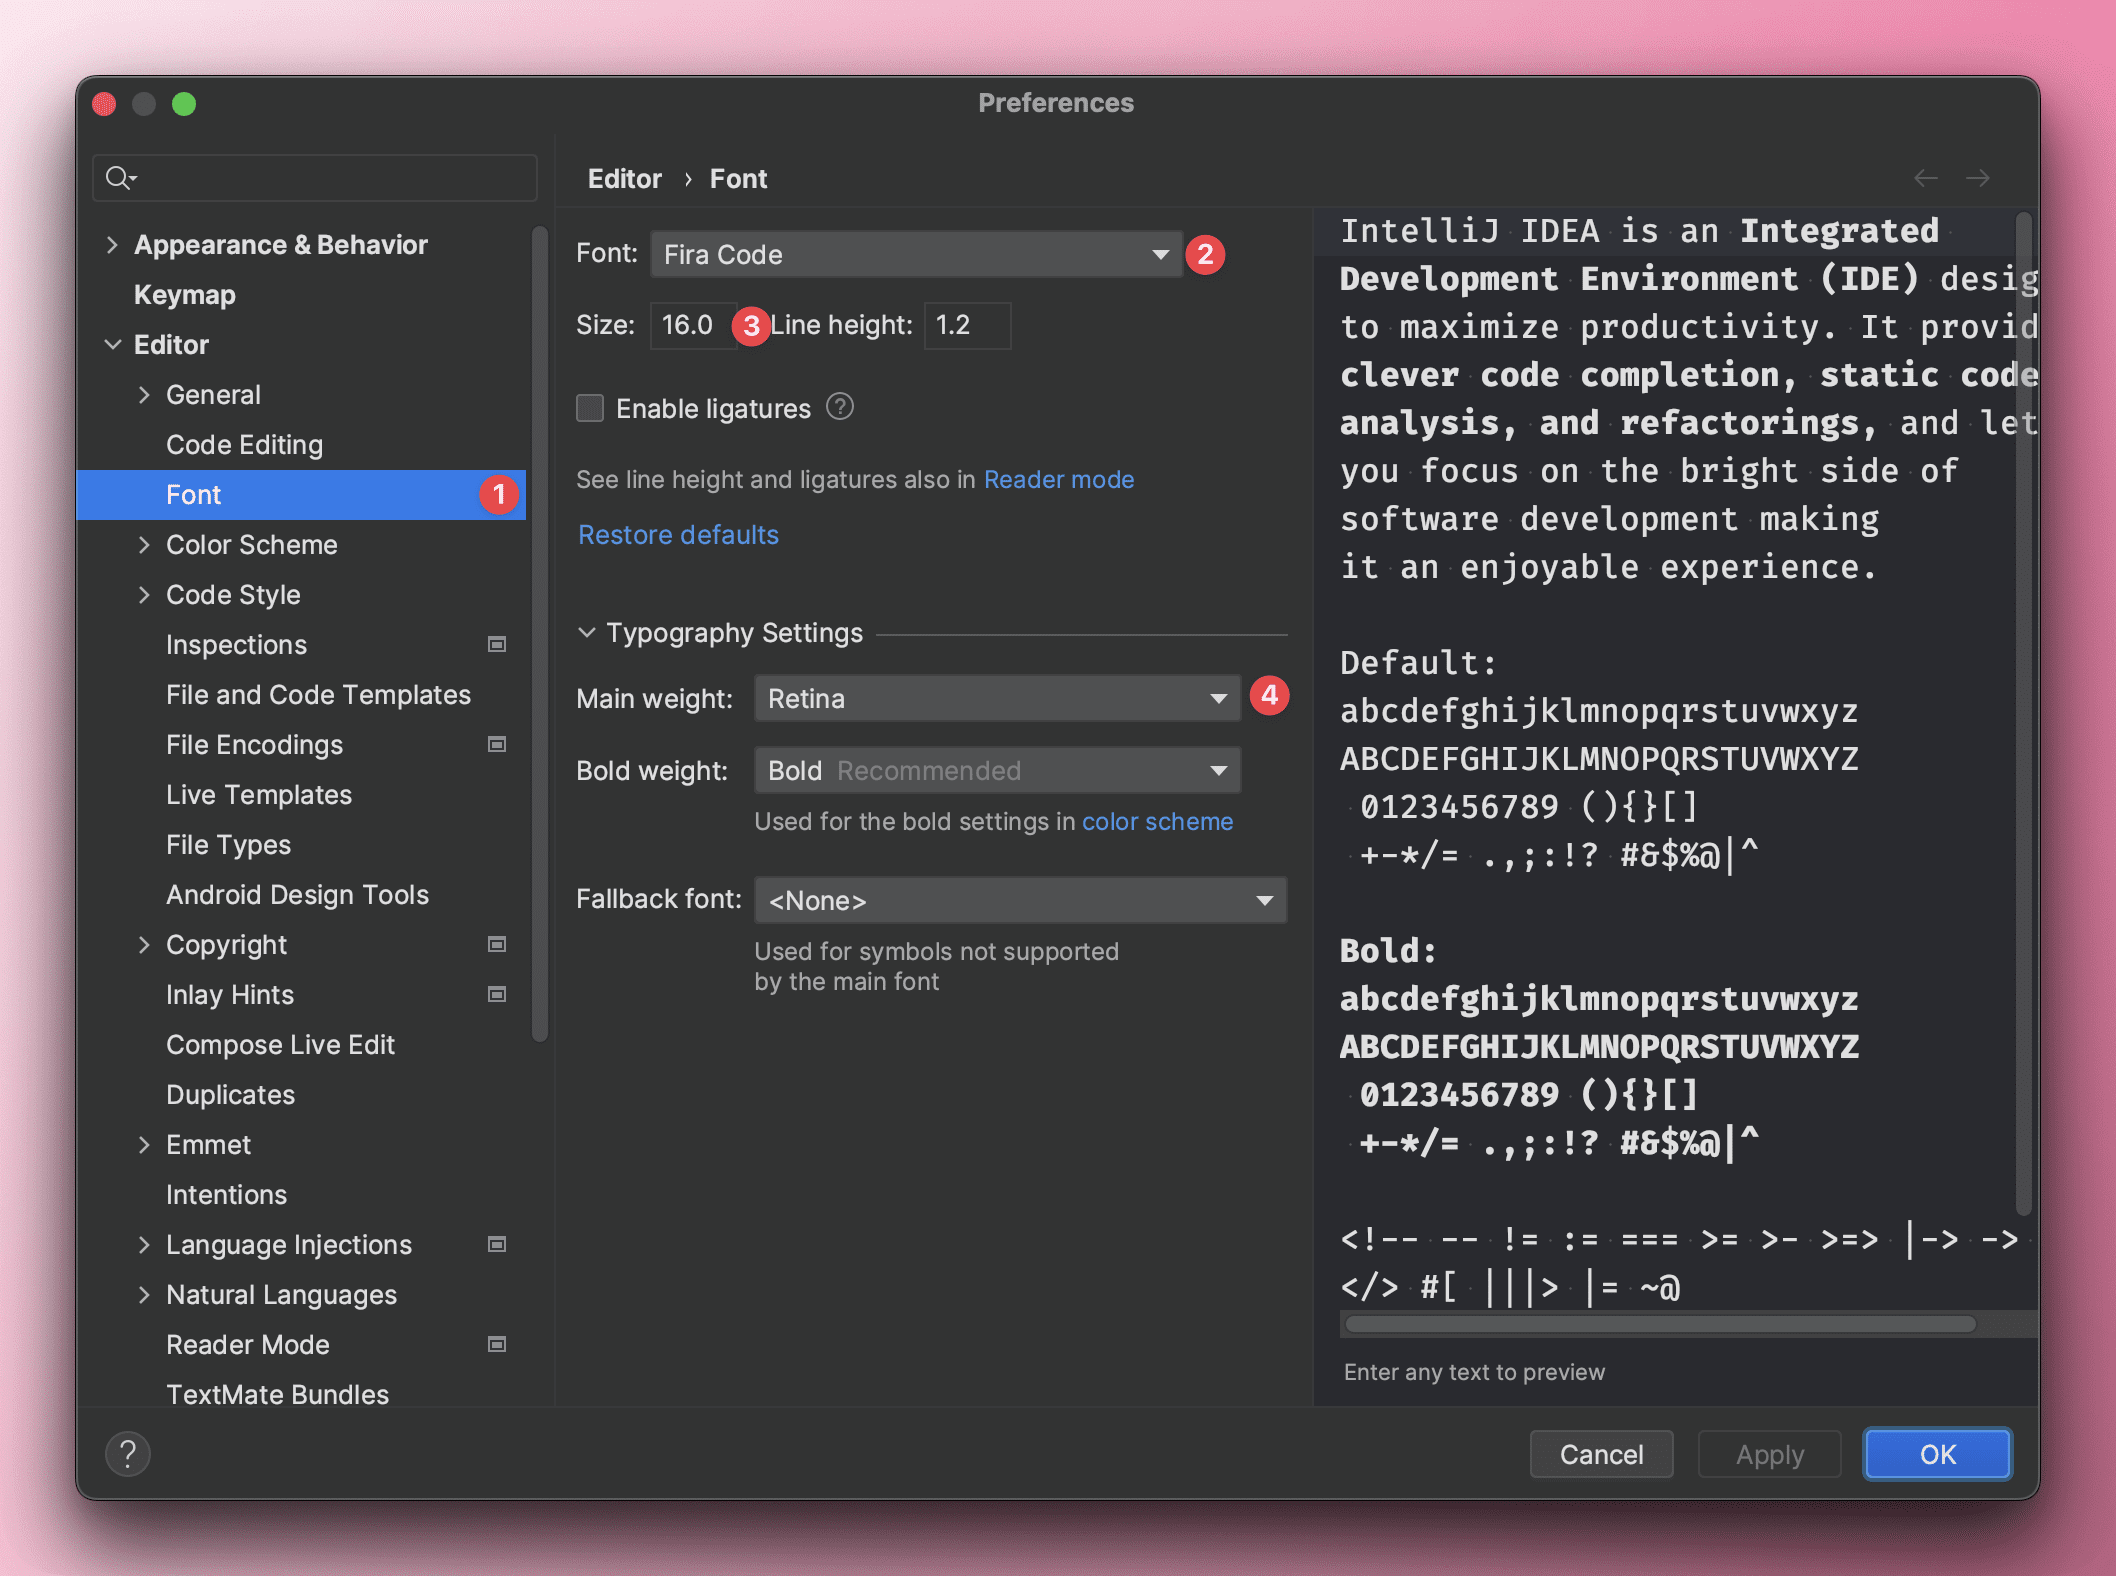 Preferences
Appearance & Behavior
Keymap
Editor
General
Code Editing
Font 1
Color Scheme
Code Style
Inspections
File and Code Templates
File Encodings
Live Templates
File Types
Android Design Tools
Copyright
Inlay Hints
Compose Live Edit
Duplicates
Emmet
Intentions
Language Injections
Natural Languages
Reader Mode
TextMate Bundles
?
Editor › Font
Font: Fira Code 2
Size: 16.0 3 Line height: 1.2
Enable ligatures ?
See line height and ligatures also in Reader mode
Restore defaults
Typography Settings
Main weight: Retina 4
Bold weight: Bold Recommended
Used for the bold settings in color scheme
Fallback font: <None>
Used for symbols not supported
by the main font
IntelliJ IDEA is an Integrated
Development Environment (IDE) desig
to maximize productivity. It provid
clever code completion, static code
analysis, and refactorings, and let
you focus on the bright side of
software development making
it an enjoyable experience.
Default:
abcdefghijklmnopqrstuvwxyz
ABCDEFGHIJKLMNOPQRSTUVWXYZ
0123456789 (){}[]
+-*/= .,;:!? #&$%@|^
Bold:
abcdefghijklmnopqrstuvwxyz
ABCDEFGHIJKLMNOPQRSTUVWXYZ
0123456789 (){}[]
+-*/= .,;:!? #&$%@|^
<!-- -- != := === >= >- >=> |-> ->
</> #[ |||> |= ~@
Enter any text to preview
Cancel
Apply
OK